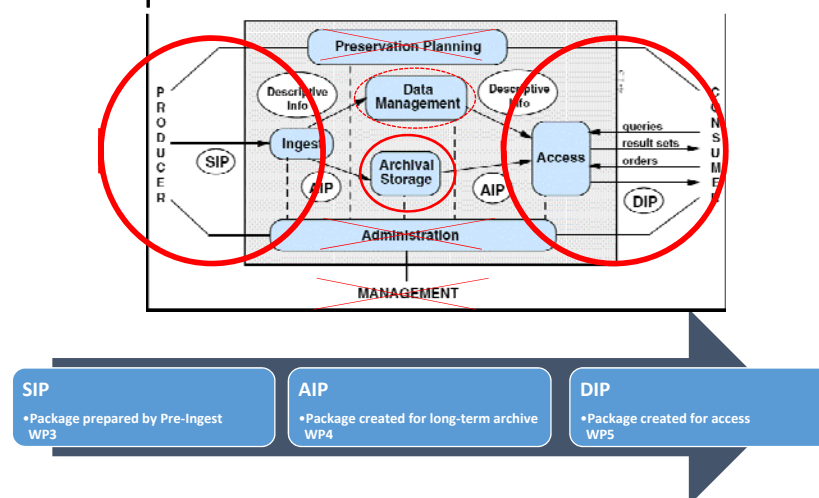 Preservation Planning
P
R
O
D
U
C
E
R
Descriptive
Info
Data
Management
Descriptive
Info
C
O
N
S
U
M
E
Ingest
SIP
AIP
Archival
Storage
AIP
Access
queries
result sets
orders
DIP
Administration
MANAGEMENT
SIP
•Package prepared by Pre-Ingest
WP3
AIP
•Package created for long-term archive
WP4
DIP
•Package created for access
WP5